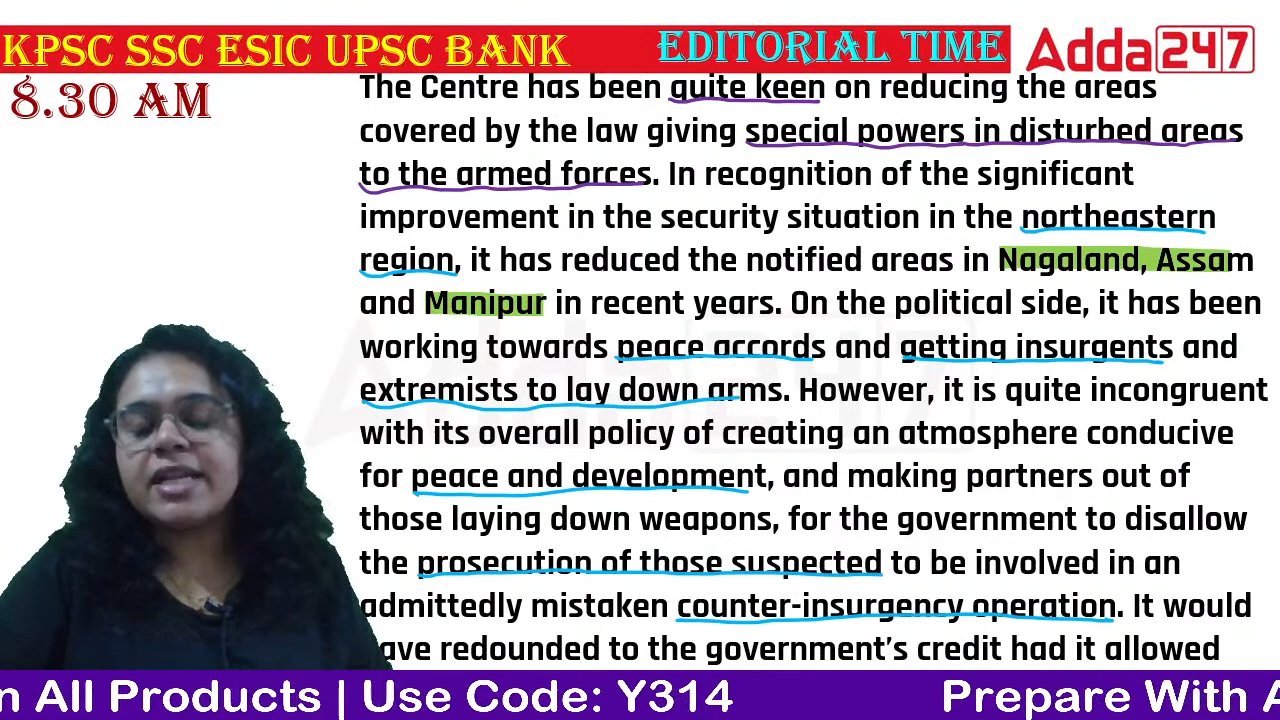 KPSC SSC ESIC UPSC BANK
EDITORIAL TIME
Adda247
8.30 AM
The Centre has been quite keen on reducing the areas
covered by the law giving special powers in disturbed areas
to the armed forces. In recognition of the significant
improvement in the security situation in the northeastern
region, it has reduced the notified areas in Nagaland, Assam
and Manipur in recent years. On the political side, it has been
working towards peace accords and getting insurgents and
extremists to lay down arms. However, it is quite incongruent
with its overall policy of creating an atmosphere conducive
for peace and development, and making partners out of
those laying down weapons, for the government to disallow
the prosecution of those suspected to be involved in an
admittedly mistaken counter-insurgency operation. It would
have redounded to the government's credit had it allowed
n All Products | Use Code: Y314
Prepare With A